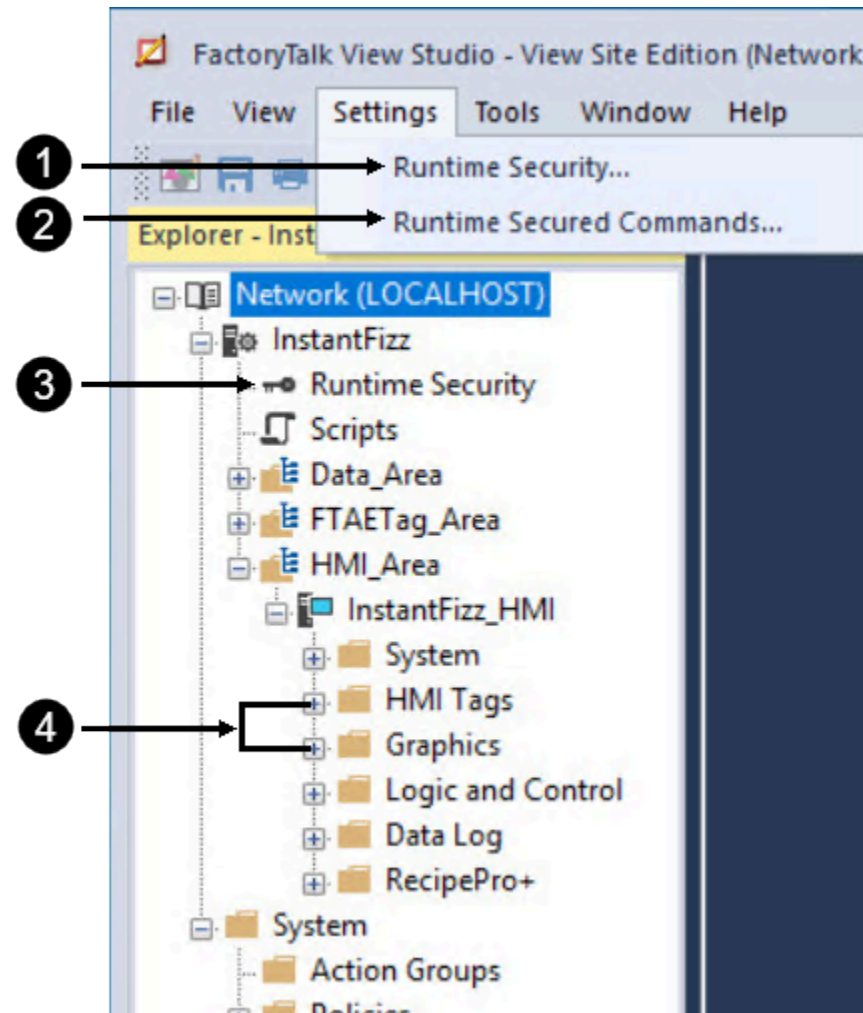 FactoryTalk View Studio - View Site Edition (Network
File View Settings Tools Window Help
1 Runtime Security...
2 Runtime Secured Commands...
Explorer - Inst
Network (LOCALHOST)
InstantFizz
3 Runtime Security
Scripts
Data_Area
FTAETag_Area
HMI_Area
InstantFizz_HMI
System
HMI Tags
4 Graphics
Logic and Control
Data Log
RecipePro+
System
Action Groups
Policies